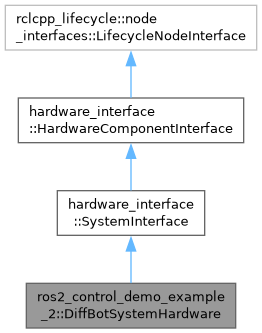 rclcpp_lifecycle::node
_interfaces::LifecycleNodeInterface
hardware_interface
::HardwareComponentInterface
hardware_interface
::SystemInterface
ros2_control_demo_example
_2::DiffBotSystemHardware